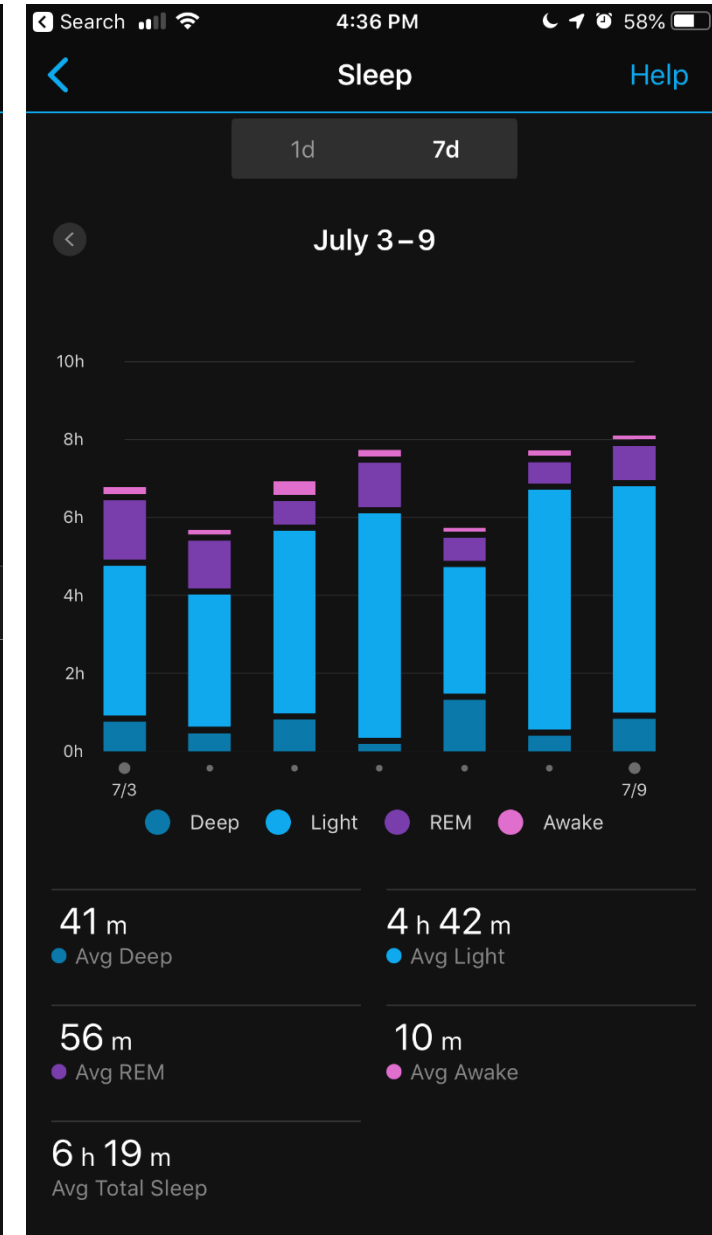 Search 4:36 PM 58%
Sleep Help
1d 7d
July 3–9
10h
8h
6h
4h
2h
0h
7/3 7/9
Deep Light REM Awake
41 m 4 h 42 m
Avg Deep Avg Light
56 m 10 m
Avg REM Avg Awake
6 h 19 m
Avg Total Sleep